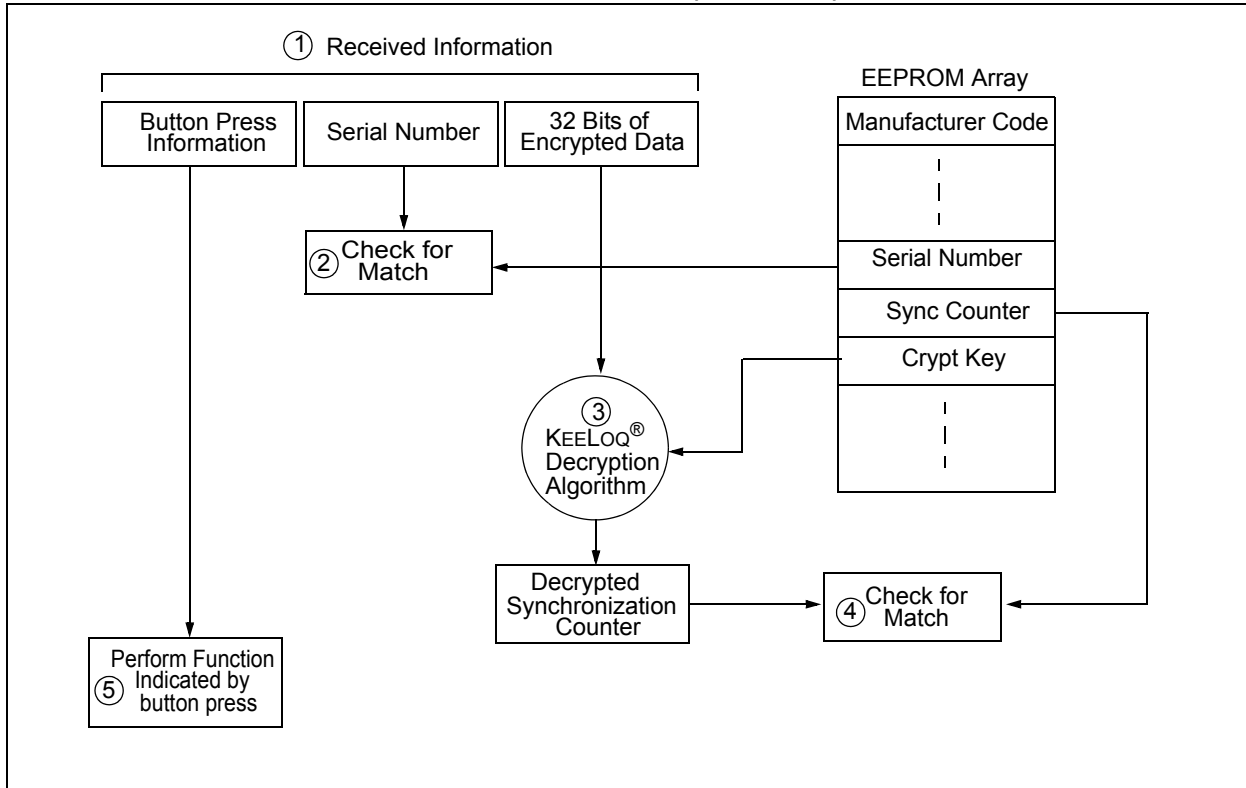 ① Received Information
EEPROM Array
Button Press
Information
Serial Number
32 Bits of
Encrypted Data
Manufacturer Code
② Check for
Match
Serial Number
Sync Counter
Crypt Key
③
KEELOQ®
Decryption
Algorithm
Decrypted
Synchronization
Counter
④ Check for
Match
Perform Function
⑤ Indicated by
button press